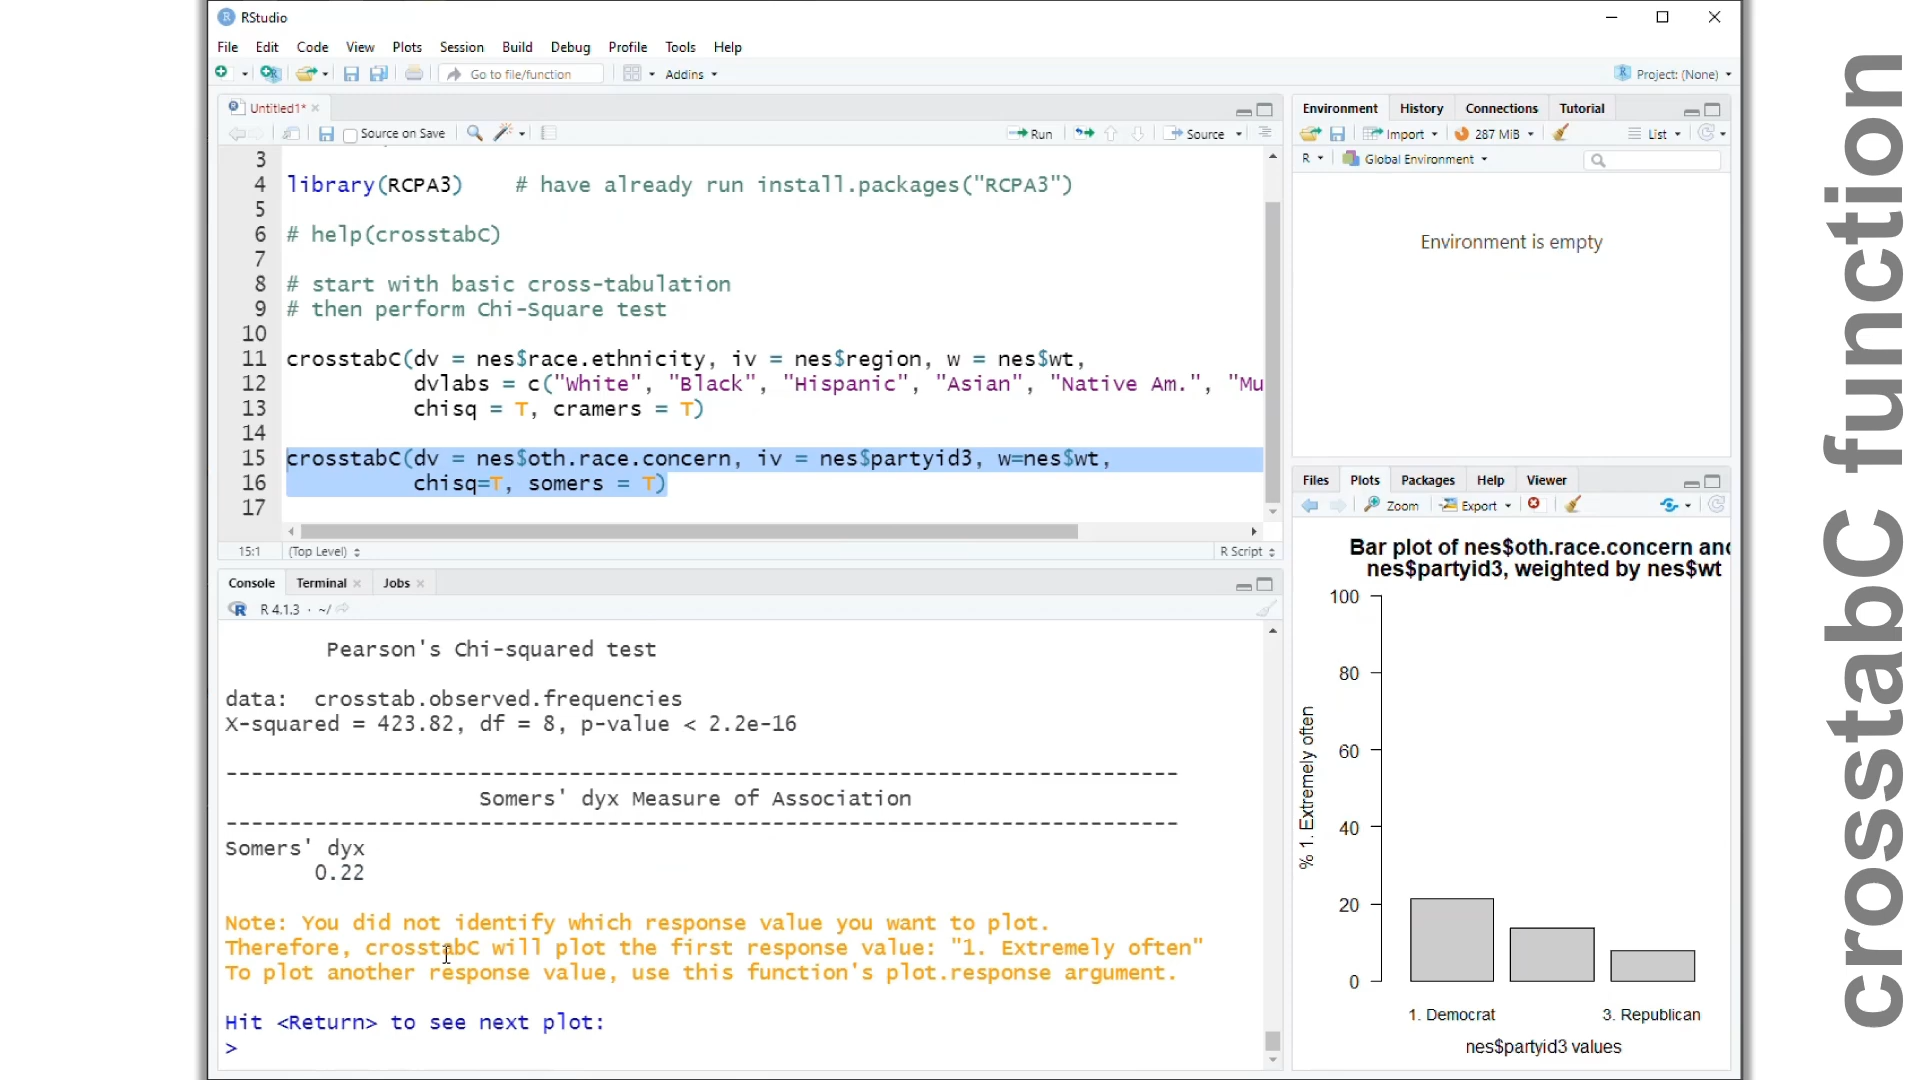 RStudio
File Edit Code View Plots Session Build Debug Profile Tools Help
Go to file/function Addins Project: (None)
Untitled1*
Source on Save Run Source
3
4 library(RCPA3) # have already run install.packages("RCPA3")
5
6 # help(crosstabC)
7
8 # start with basic cross-tabulation
9 # then perform Chi-Square test
10
11 crosstabC(dv = nes$race.ethnicity, iv = nes$region, w = nes$wt,
12 dvlabs = c("White", "Black", "Hispanic", "Asian", "Native Am.", "Mu
13 chisq = T, cramers = T)
14
15 crosstabC(dv = nes$oth.race.concern, iv = nes$partyid3, w=nes$wt,
16 chisq=T, somers = T)
17
15:1 (Top Level) R Script
Console Terminal Jobs
R 4.1.3 · ~/
Pearson's Chi-squared test
data: crosstab.observed.frequencies
X-squared = 423.82, df = 8, p-value < 2.2e-16
---------------------------------------------------------------------------
Somers' dyx Measure of Association
---------------------------------------------------------------------------
Somers' dyx
0.22
Note: You did not identify which response value you want to plot.
Therefore, crosstabC will plot the first response value: "1. Extremely often"
To plot another response value, use this function's plot.response argument.
Hit <Return> to see next plot:
>
Environment History Connections Tutorial
Import 287 MiB List
R Global Environment
Environment is empty
Files Plots Packages Help Viewer
Zoom Export
Bar plot of nes$oth.race.concern and
nes$partyid3, weighted by nes$wt
100
80
60
40
20
0
% 1. Extremely often
1. Democrat 3. Republican
nes$partyid3 values
crosstabC function